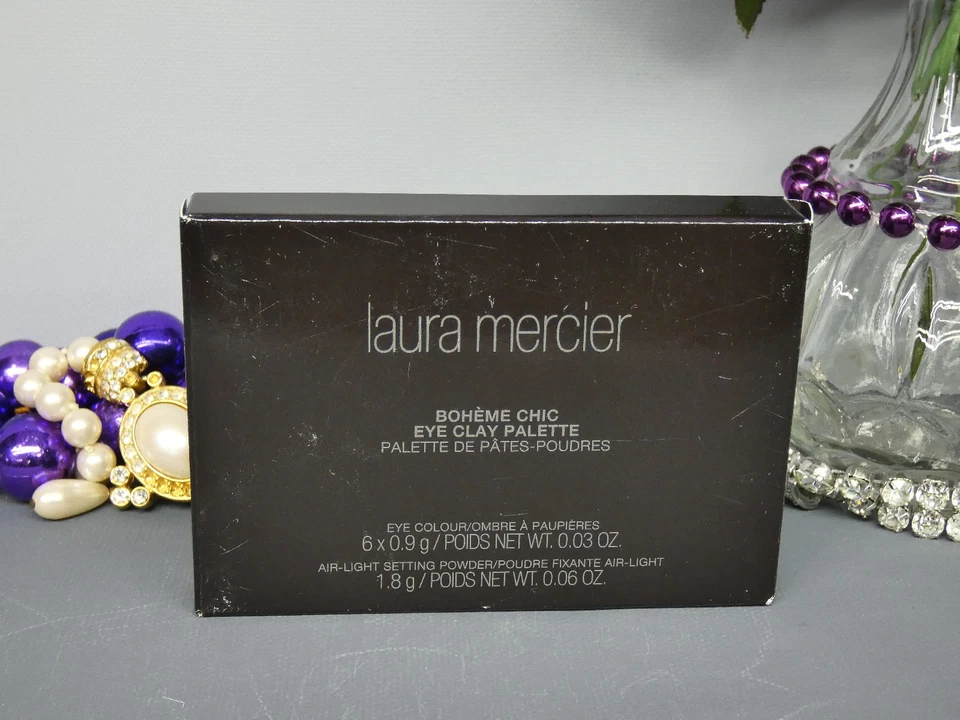 laura mercier
BOHÈME CHIC
EYE CLAY PALETTE
PALETTE DE PÂTES-POUDRES
EYE COLOUR/OMBRE À PAUPIÈRES
6 x 0.9 g / POIDS NET WT. 0.03 OZ.
AIR-LIGHT SETTING POWDER/POUDRE FIXANTE AIR-LIGHT
1.8 g / POIDS NET WT. 0.06 OZ.